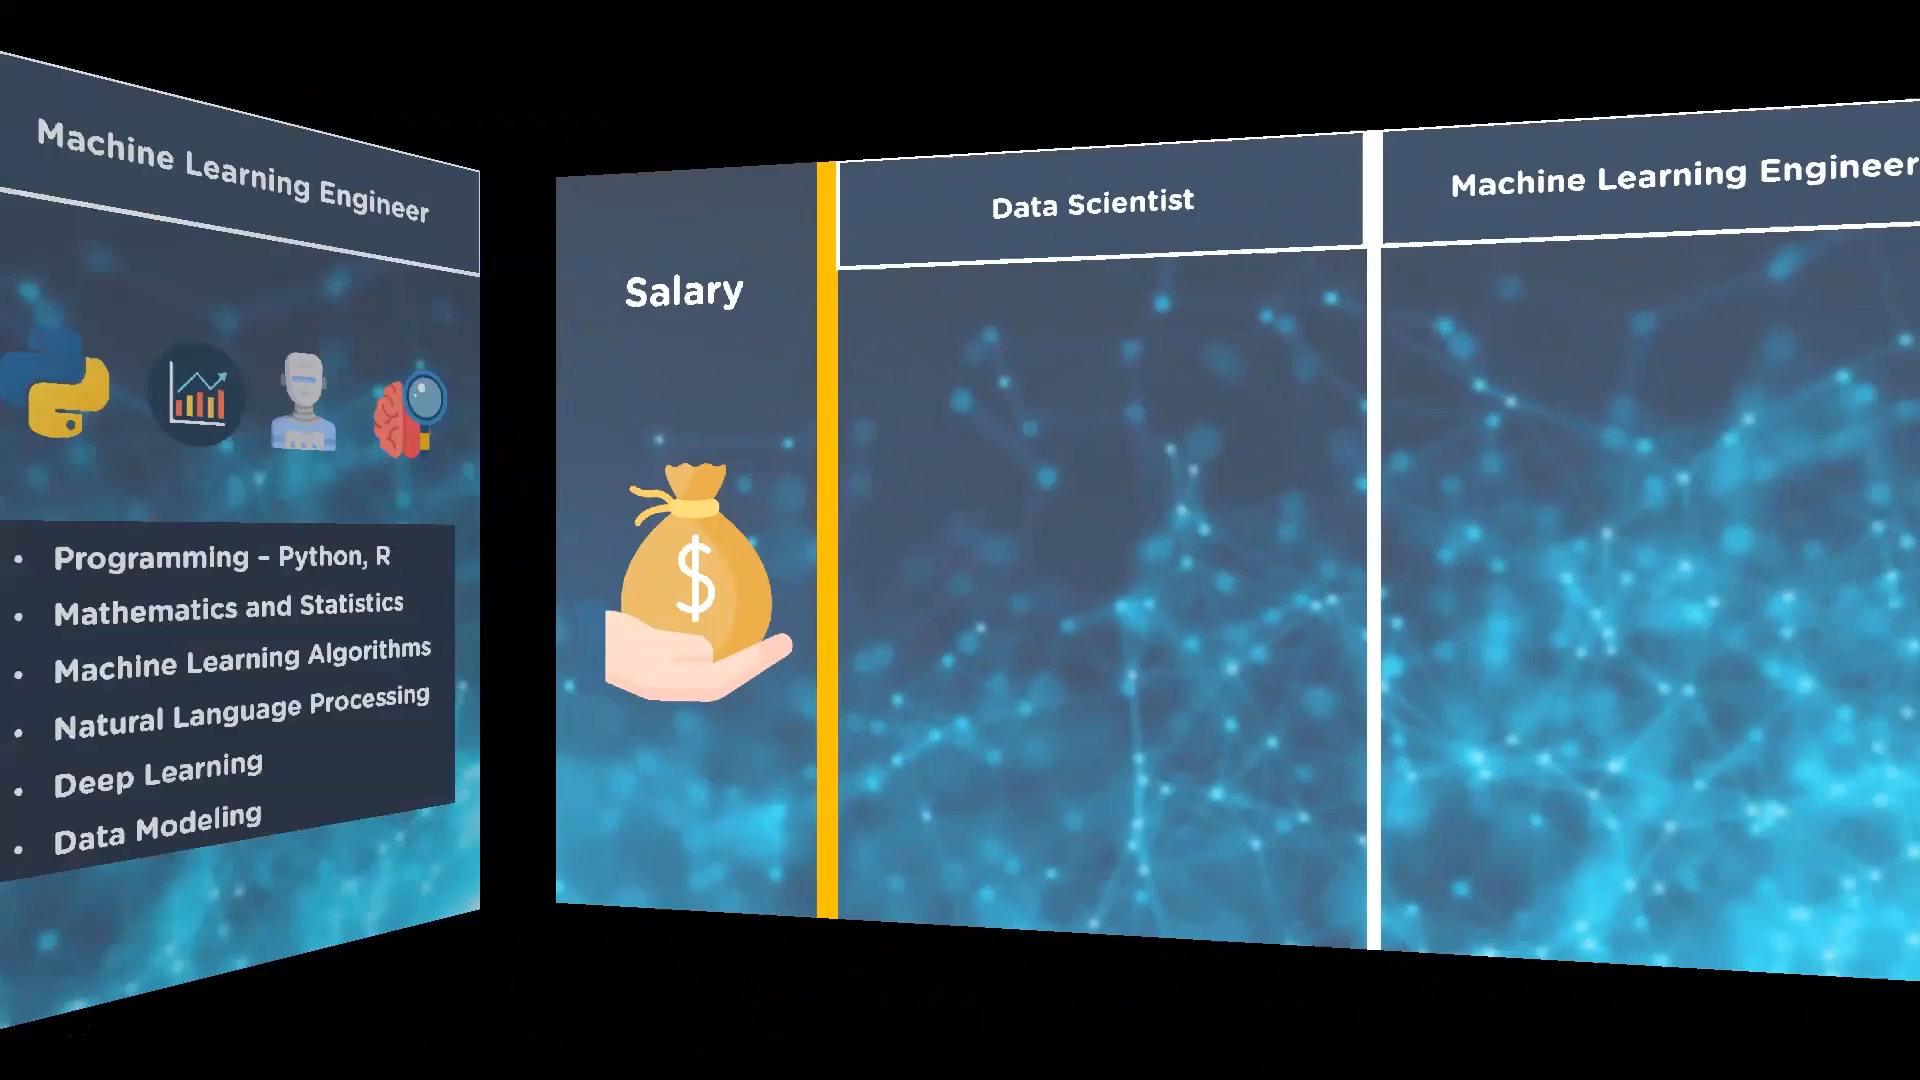 Machine Learning Engineer
• Programming – Python, R
• Mathematics and Statistics
• Machine Learning Algorithms
• Natural Language Processing
• Deep Learning
• Data Modeling
Salary
$
Data Scientist
Machine Learning Engineer